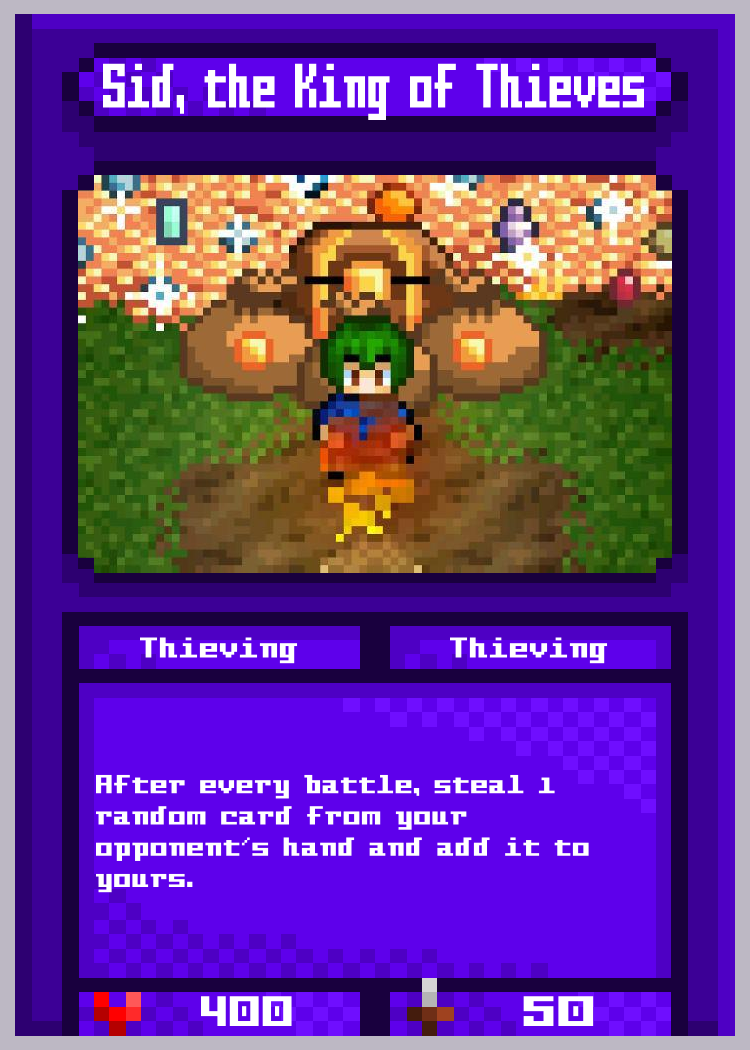 Sid, the King of Thieves
Thieving
Thieving
After every battle, steal 1
random card from your
opponent's hand and add it to
yours.
400
50